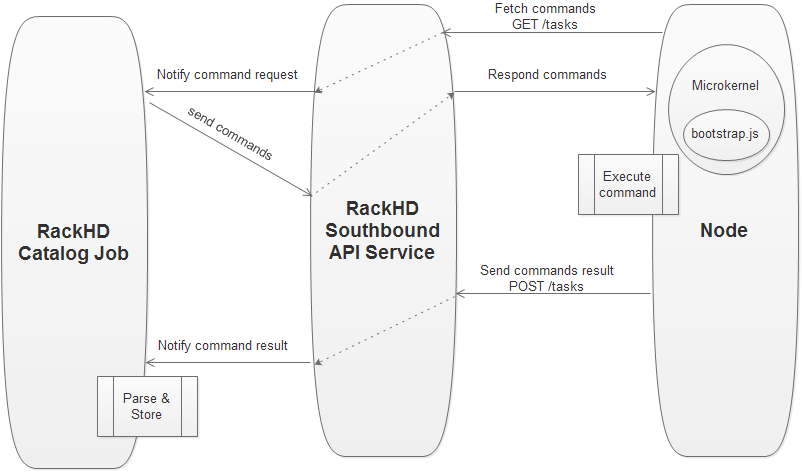 Fetch commands
GET /tasks
Notify command request
Respond commands
Microkernel
bootstrap.js
send commands
Execute
command
RackHD
Catalog Job
RackHD
Southbound
API Service
Node
Send commands result
POST /tasks
Notify command result
Parse &
Store